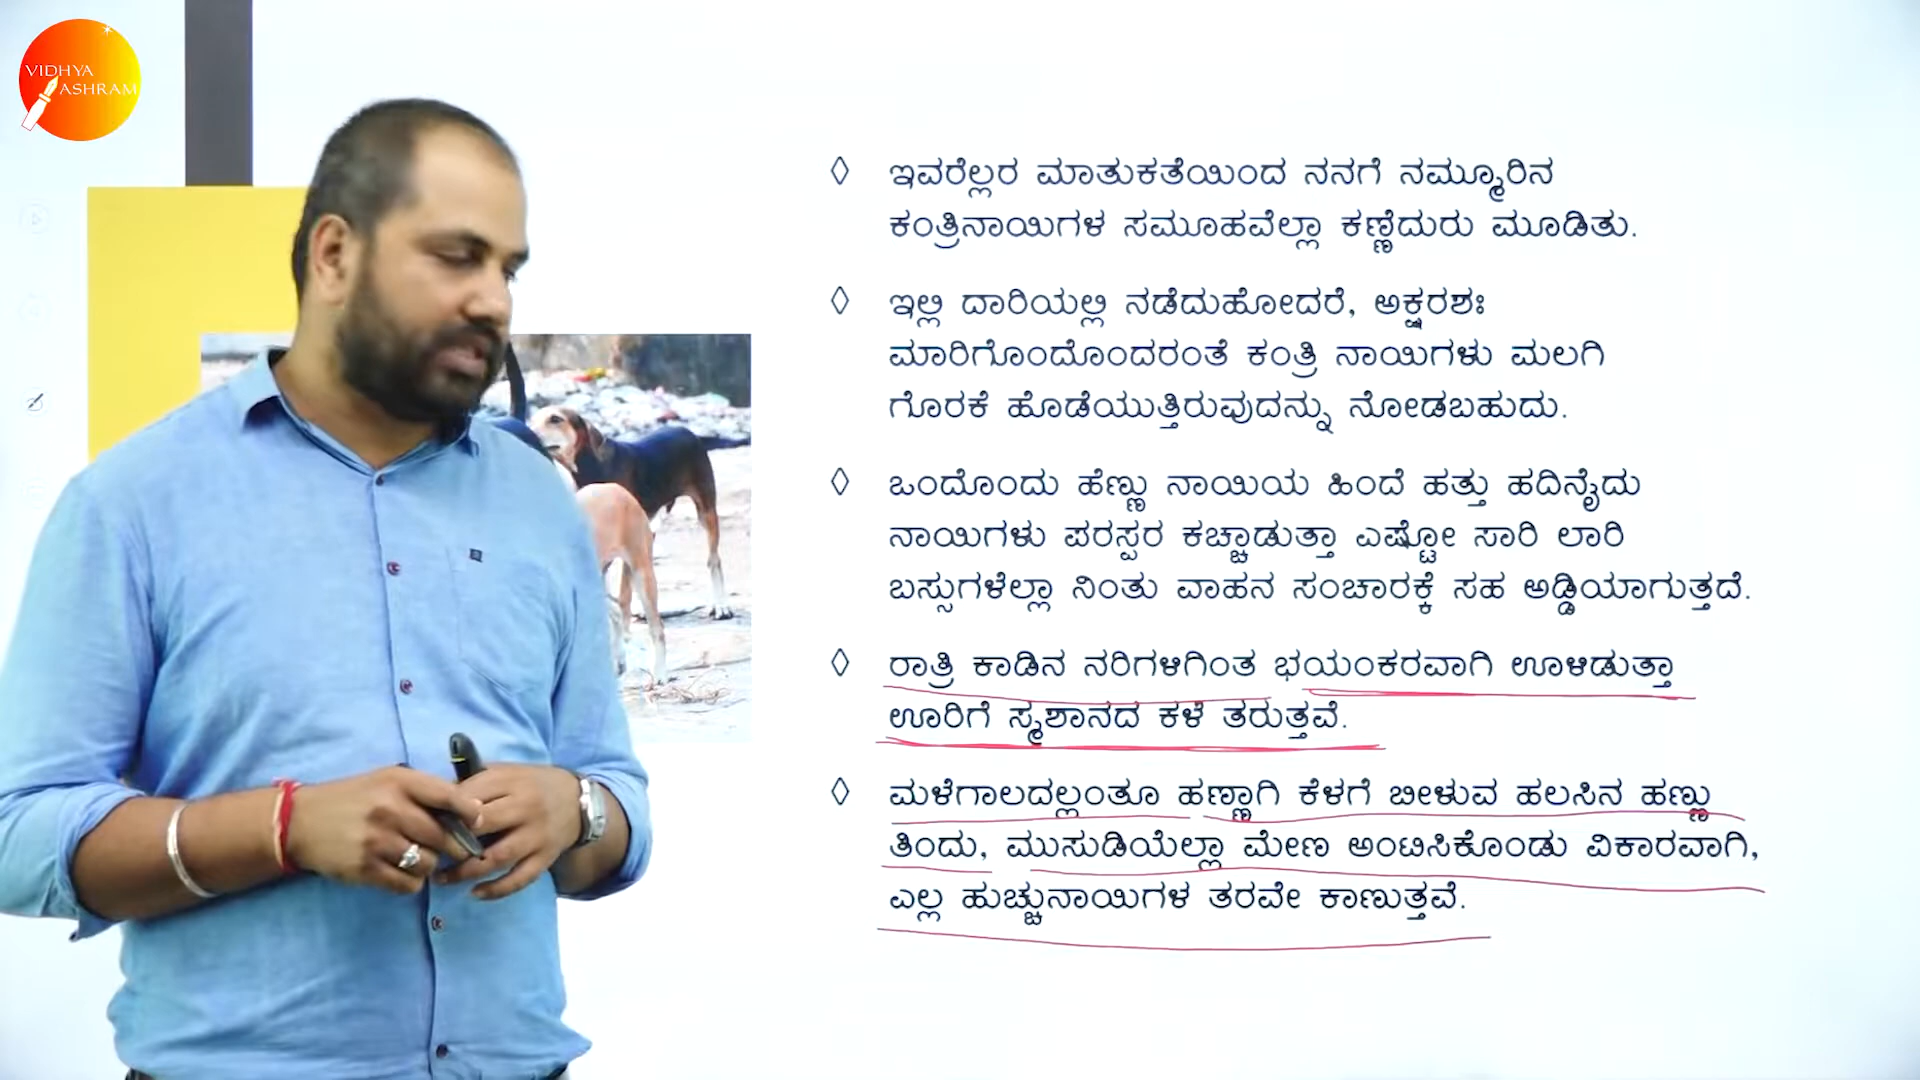 VIDHYA
ASHRAM
◊ ಇವರೆಲ್ಲರ ಮಾತುಕತೆಯಿಂದ ನನಗೆ ನಮ್ಮೂರಿನ
ಕಂತ್ರಿನಾಯಿಗಳ ಸಮೂಹವೆಲ್ಲಾ ಕಣ್ಣೆದುರು ಮೂಡಿತು.
◊ ಇಲ್ಲಿ ದಾರಿಯಲ್ಲಿ ನಡೆದುಹೋದರೆ, ಅಕ್ಷರಶಃ
ಮಾರಿಗೊಂದೊಂದರಂತೆ ಕಂತ್ರಿ ನಾಯಿಗಳು ಮಲಗಿ
ಗೊರಕೆ ಹೊಡೆಯುತ್ತಿರುವುದನ್ನು ನೋಡಬಹುದು.
◊ ಒಂದೊಂದು ಹೆಣ್ಣು ನಾಯಿಯ ಹಿಂದೆ ಹತ್ತು ಹದಿನೈದು
ನಾಯಿಗಳು ಪರಸ್ಪರ ಕಚ್ಚಾಡುತ್ತಾ ಎಷ್ಟೋ ಸಾರಿ ಲಾರಿ
ಬಸ್ಸುಗಳೆಲ್ಲಾ ನಿಂತು ವಾಹನ ಸಂಚಾರಕ್ಕೆ ಸಹ ಅಡ್ಡಿಯಾಗುತ್ತದೆ.
◊ ರಾತ್ರಿ ಕಾಡಿನ ನರಿಗಳಿಗಿಂತ ಭಯಂಕರವಾಗಿ ಊಳಿಡುತ್ತಾ
ಊರಿಗೆ ಸ್ಮಶಾನದ ಕಳೆ ತರುತ್ತವೆ.
◊ ಮಳೆಗಾಲದಲ್ಲಂತೂ ಹಣ್ಣಾಗಿ ಕೆಳಗೆ ಬೀಳುವ ಹಲಸಿನ ಹಣ್ಣು
ತಿಂದು, ಮುಸುಡಿಯೆಲ್ಲಾ ಮೇಣ ಅಂಟಿಸಿಕೊಂಡು ವಿಕಾರವಾಗಿ,
ಎಲ್ಲ ಹುಚ್ಚುನಾಯಿಗಳ ತರವೇ ಕಾಣುತ್ತವೆ.